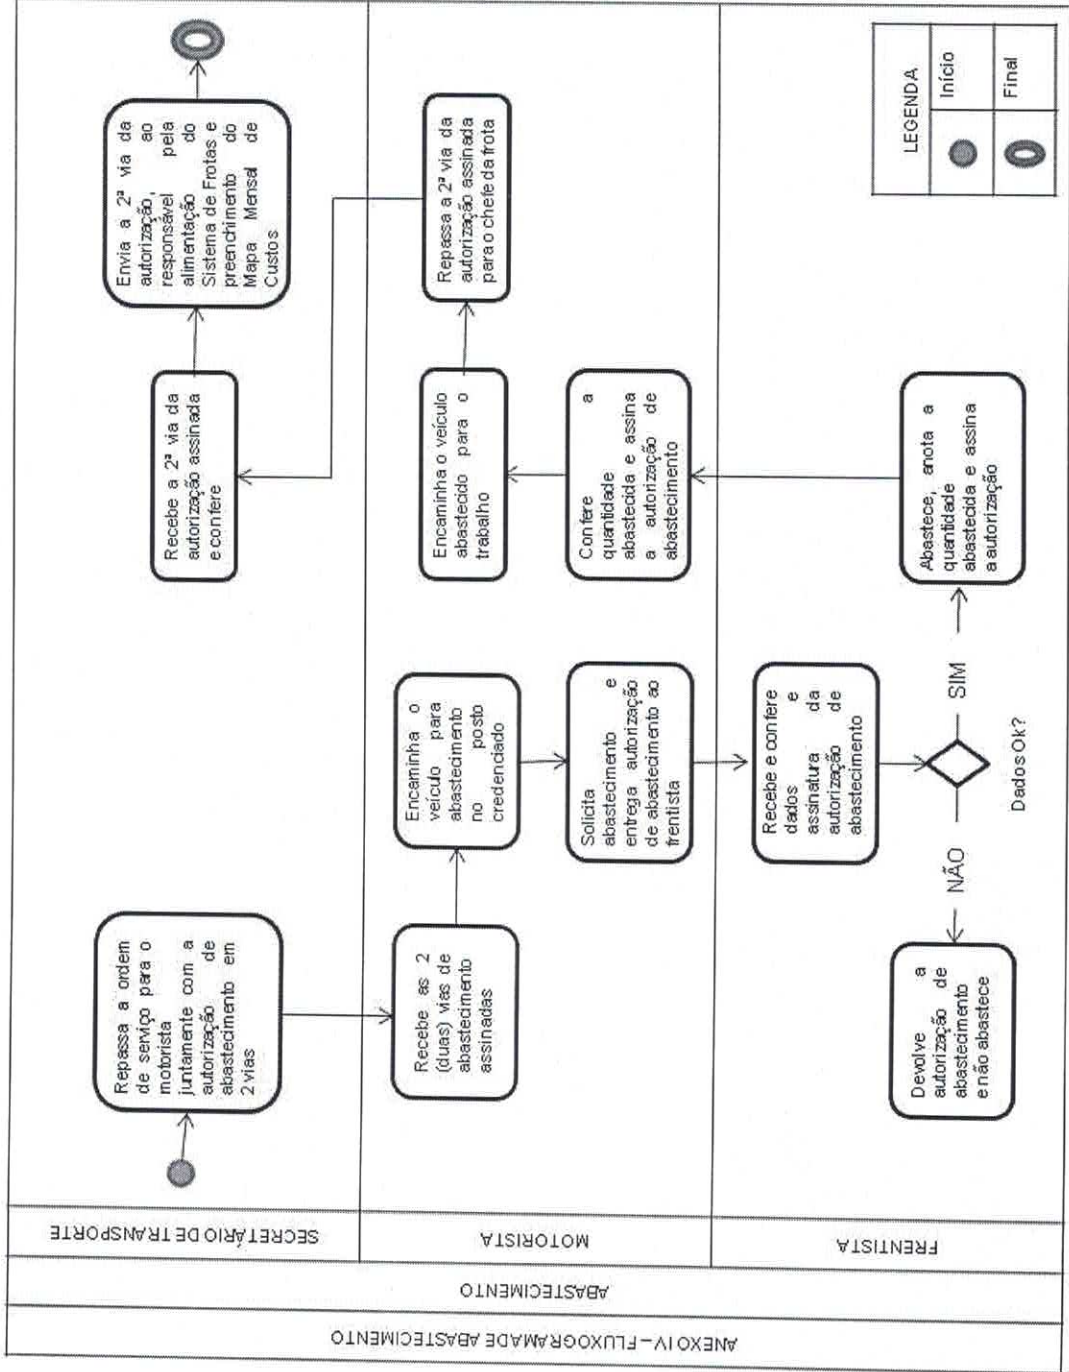 ANEXO IV – FLUXOGRAMA DE ABASTECIMENTO
ABASTECIMENTO
SECRETÁRIO DE TRANSPORTE
Repassa a ordem
de serviço para o
motorista
juntamente com a
autorização de
abastecimento em
2 vias
Recebe a 2ª via da
autorização assinada
e confere
Envia a 2ª via da
autorização, ao
responsável pela
alimentação do
Sistema de Frotas e
preenchimento do
Mapa Mensal de
Custos
MOTORISTA
Recebe as 2
(duas) vias de
abastecimento
assinadas
Encaminha o
veículo para
abastecimento
no posto
credenciado
Solicita
abastecimento e
entrega autorização
de abastecimento ao
frentista
Encaminha o veículo
abastecido para o
trabalho
Confere a
quantidade
abastecida e assina
a autorização de
abastecimento
Repassa a 2ª via da
autorização assinada
para o chefe da frota
FRENTISTA
Devolve a
autorização de
abastecimento
e não abastece
NÃO
Recebe e confere
dados e
assinatura da
autorização de
abastecimento
Dados Ok?
SIM
Abastece, anota a
quantidade
abastecida e assina
a autorização
LEGENDA
Início
Final